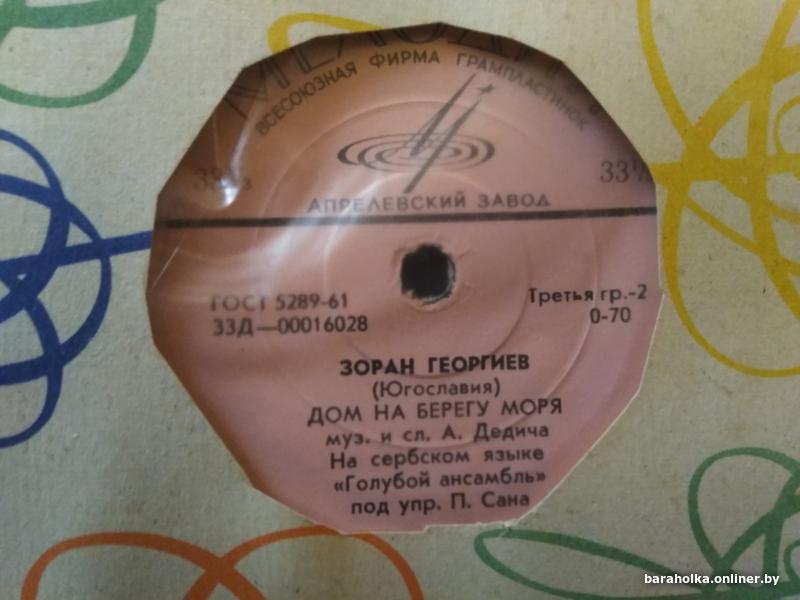 ВСЕСОЮЗНАЯ ФИРМА ГРАМПЛАСТИНОК
33⅓ 33
АПРЕЛЕВСКИЙ ЗАВОД
ГОСТ 5289-61 Третья гр.-2
33Д—00016028 0-70
ЗОРАН ГЕОРГИЕВ
(Югославия)
ДОМ НА БЕРЕГУ МОРЯ
муз. и сл. А. Дедича
На сербском языке
«Голубой ансамбль»
под упр. П. Сана
baraholka.onliner.by